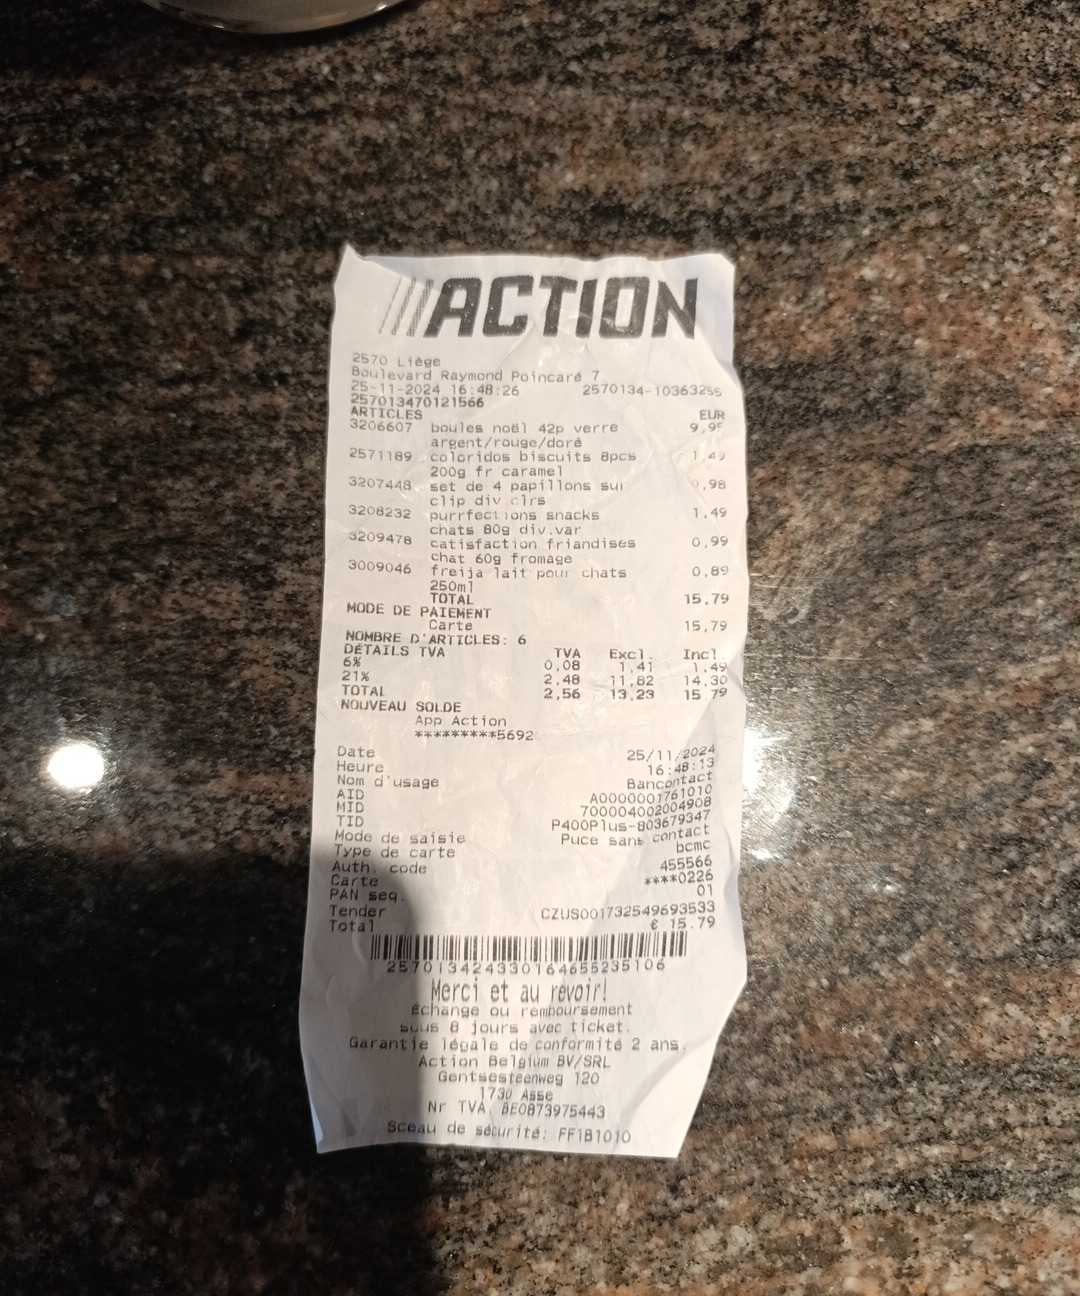 ACTION
2570 Liège
Boulevard Raymond Poincaré 7
25-11-2024 16:48:26 2570134-10363255
257013470121566
ARTICLES EUR
3206607 boules noël 42p verre 9,95
argent/rouge/doré
2571189 coloridos biscuits 8pcs 1,49
200g fr caramel
3207448 set de 4 papillons sur 0,98
clip div clrs
3208232 purrfections snacks 1,49
chats 80g div.var
3209478 catisfaction friandises 0,99
chat 60g fromage
3009046 freija lait pour chats 0,89
250ml
TOTAL 15,79
MODE DE PAIEMENT
Carte 15,79
NOMBRE D'ARTICLES: 6
DÉTAILS TVA TVA Excl. Incl.
6% 0,08 1,41 1,49
21% 2,48 11,82 14,30
TOTAL 2,56 13,23 15,79
NOUVEAU SOLDE
App Action
*********5692
Date 25/11/2024
Heure 16:48:13
Nom d'usage Bancontact
AID A0000001761010
MID 700004002004908
TID P400Plus-803679347
Mode de saisie Puce sans contact
Type de carte bcmc
Auth. code 455566
Carte ****0226
PAN seq. 01
Tender CZUS001732549693533
Total € 15.79
257013424330164655235106
Merci et au revoir!
Échange ou remboursement
sous 8 jours avec ticket.
Garantie légale de conformité 2 ans.
Action Belgium BV/SRL
Gentsesteenweg 120
1730 Asse
Nr TVA. BE0873975443
Sceau de sécurité: FF1B1010